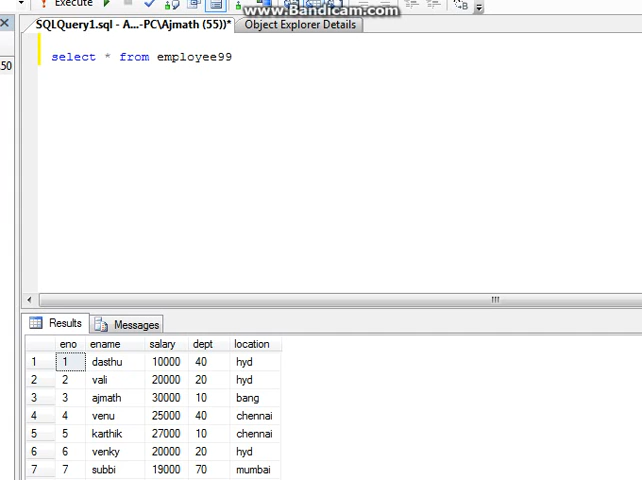 Execute
www.Bandicam.com
SQLQuery1.sql - A...-PC\Ajmath (55))* Object Explorer Details
50
select * from employee99
Results Messages
eno ename salary dept location
1 1 dasthu 10000 40 hyd
2 2 vali 20000 20 hyd
3 3 ajmath 30000 10 bang
4 4 venu 25000 40 chennai
5 5 karthik 27000 10 chennai
6 6 venky 20000 20 hyd
7 7 subbi 19000 70 mumbai